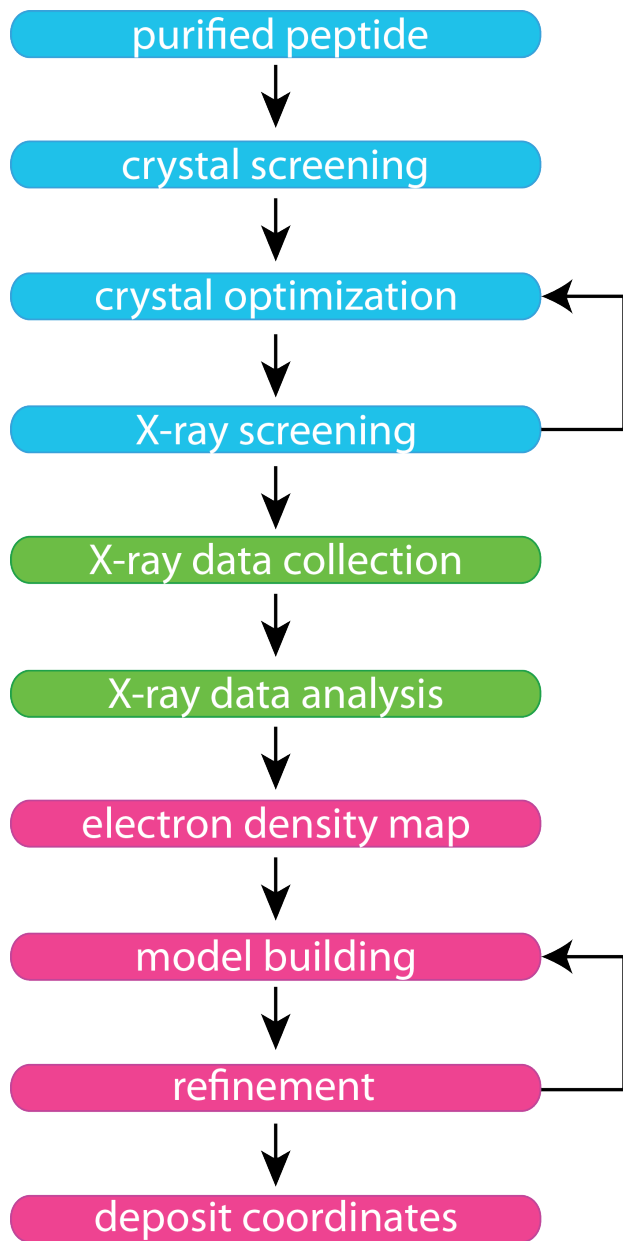 purified peptide
crystal screening
crystal optimization
X-ray screening
X-ray data collection
X-ray data analysis
electron density map
model building
refinement
deposit coordinates